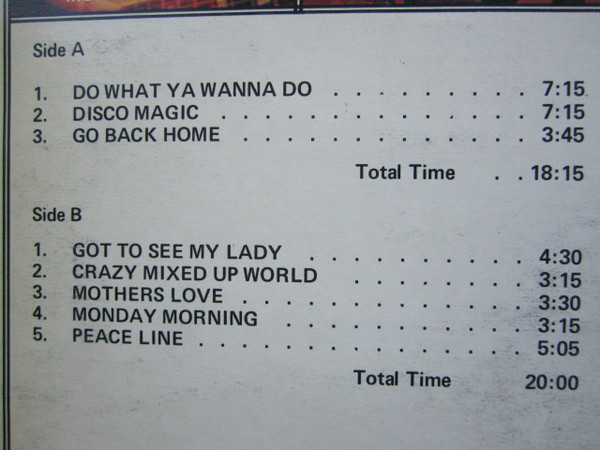 Side A
1. DO WHAT YA WANNA DO . . . . . . . . . 7:15
2. DISCO MAGIC . . . . . . . . . . . . . . 7:15
3. GO BACK HOME . . . . . . . . . . . . . 3:45
Total Time . . 18:15
Side B
1. GOT TO SEE MY LADY . . . . . . . . . . 4:30
2. CRAZY MIXED UP WORLD . . . . . . . . 3:15
3. MOTHERS LOVE . . . . . . . . . . . . . 3:30
4. MONDAY MORNING . . . . . . . . . . . 3:15
5. PEACE LINE . . . . . . . . . . . . . . . 5:05
Total Time 20:00